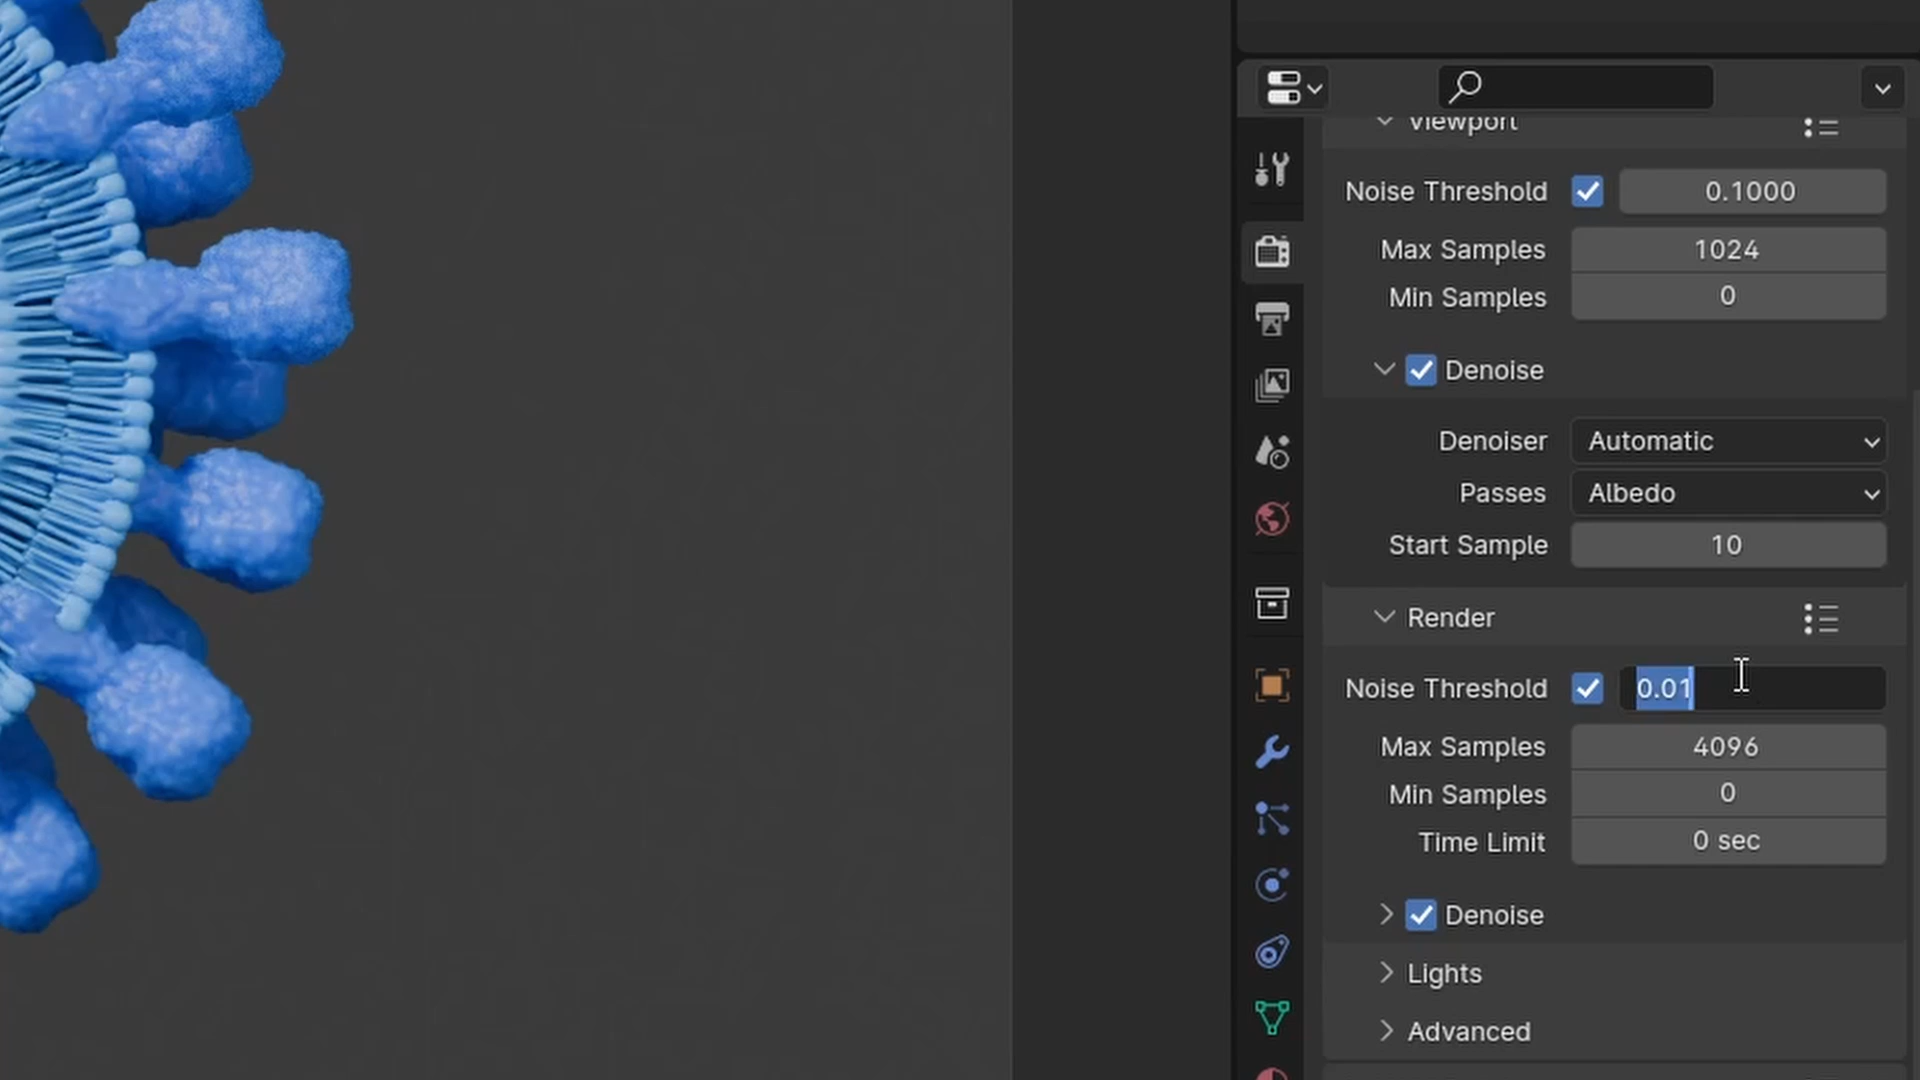 Viewport
Noise Threshold 0.1000
Max Samples 1024
Min Samples 0
Denoise
Denoiser Automatic
Passes Albedo
Start Sample 10
Render
Noise Threshold 0.01
Max Samples 4096
Min Samples 0
Time Limit 0 sec
Denoise
Lights
Advanced